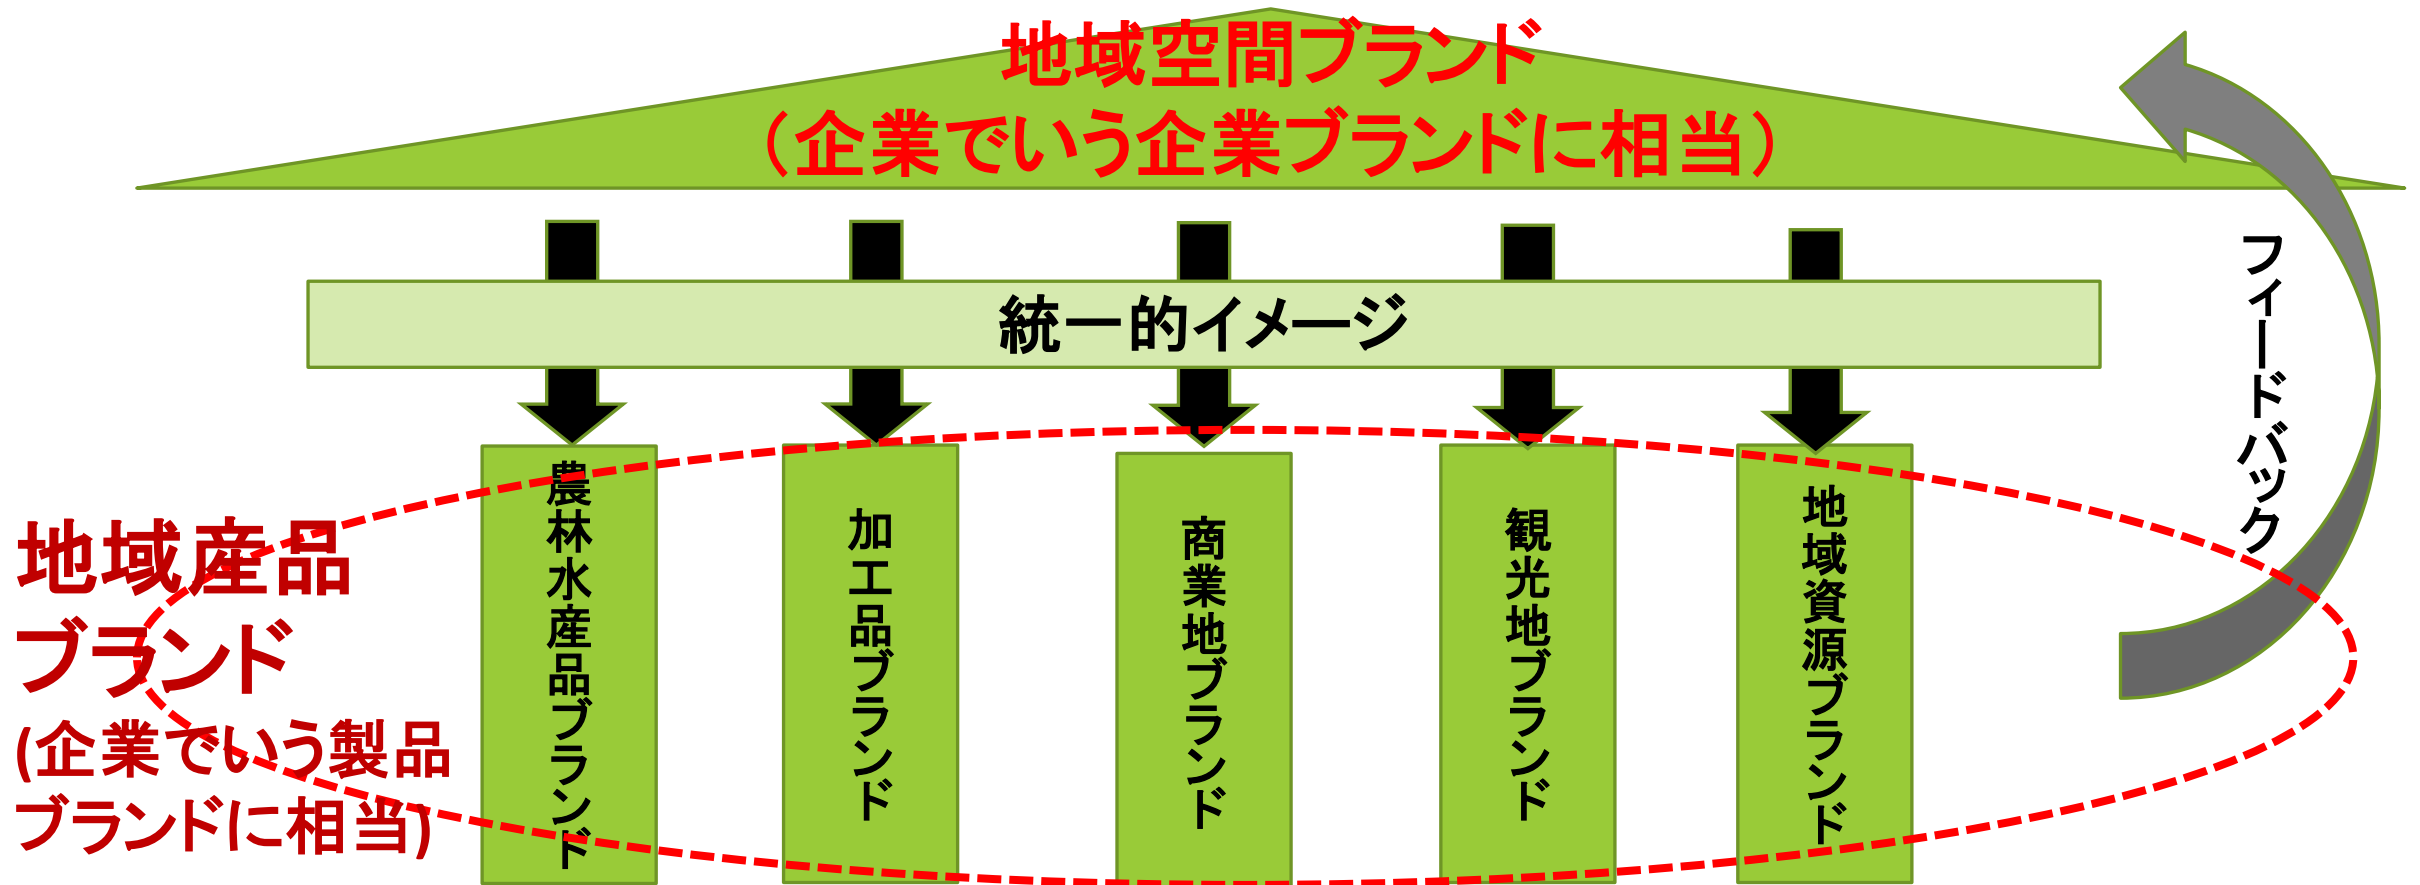 地域空間ブランド
（企業でいう企業ブランドに相当）
統一的イメージ
フィードバック
地域産品
ブランド
(企業でいう製品
ブランドに相当)
農林水産品ブランド
加工品ブランド
商業地ブランド
観光地ブランド
地域資源ブランド